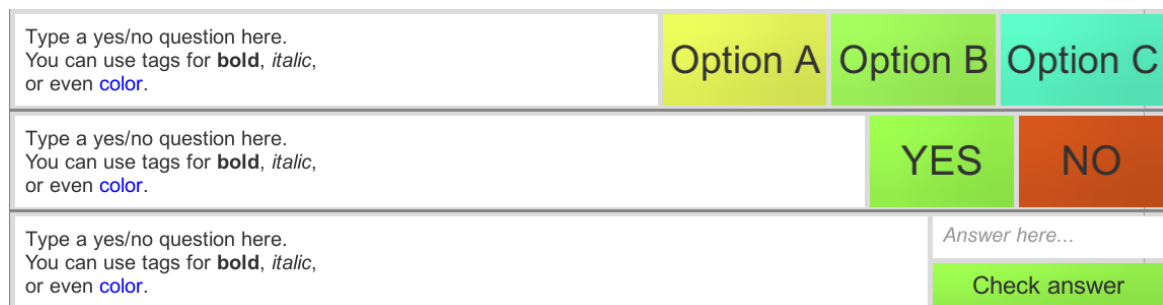 Type a yes/no question here.
You can use tags for bold, italic,
or even color.
Option A
Option B
Option C
Type a yes/no question here.
You can use tags for bold, italic,
or even color.
YES
NO
Type a yes/no question here.
You can use tags for bold, italic,
or even color.
Answer here...
Check answer